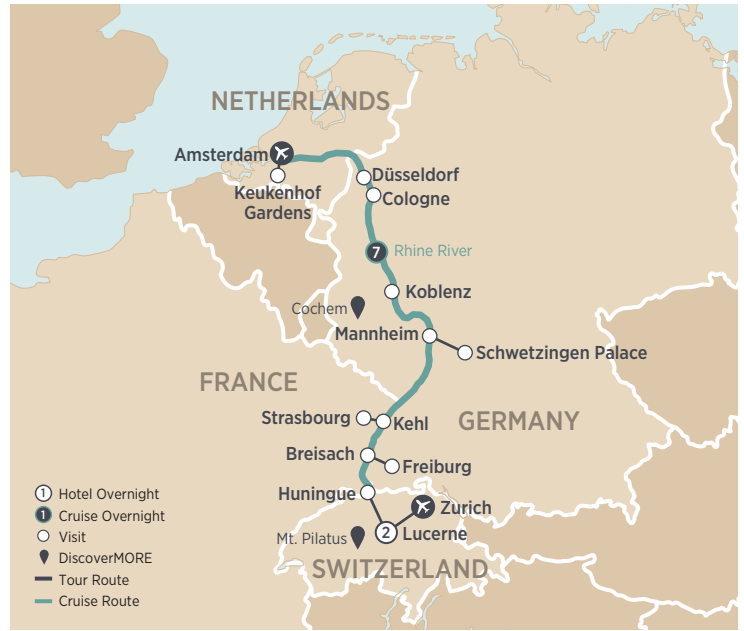 NETHERLANDS
Amsterdam
Keukenhof
Gardens
Düsseldorf
Cologne
7
Rhine River
Koblenz
Cochem
Mannheim
Schwetzingen Palace
FRANCE
GERMANY
Strasbourg
Kehl
Breisach
Freiburg
Huningue
Zurich
2
Lucerne
Mt. Pilatus
SWITZERLAND
1 Hotel Overnight
1 Cruise Overnight
Visit
DiscoverMORE
Tour Route
Cruise Route